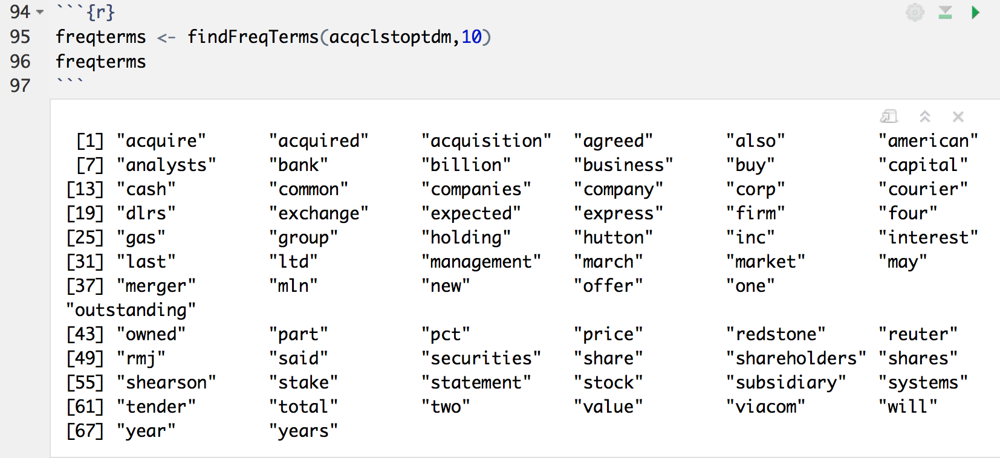 94 ```{r}
95 freqterms <- findFreqTerms(acqclstoptdm,10)
96 freqterms
97 ```
[1] "acquire" "acquired" "acquisition" "agreed" "also" "american"
[7] "analysts" "bank" "billion" "business" "buy" "capital"
[13] "cash" "common" "companies" "company" "corp" "courier"
[19] "dlrs" "exchange" "expected" "express" "firm" "four"
[25] "gas" "group" "holding" "hutton" "inc" "interest"
[31] "last" "ltd" "management" "march" "market" "may"
[37] "merger" "mln" "new" "offer" "one"
"outstanding"
[43] "owned" "part" "pct" "price" "redstone" "reuter"
[49] "rmj" "said" "securities" "share" "shareholders" "shares"
[55] "shearson" "stake" "statement" "stock" "subsidiary" "systems"
[61] "tender" "total" "two" "value" "viacom" "will"
[67] "year" "years"